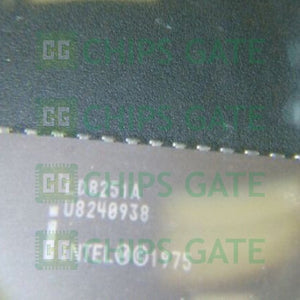 CHIPS GATE
CHIPS GATE
CHIPS GATE
D8251A
U8240938
CHIPS GATE
INTEL©©1975